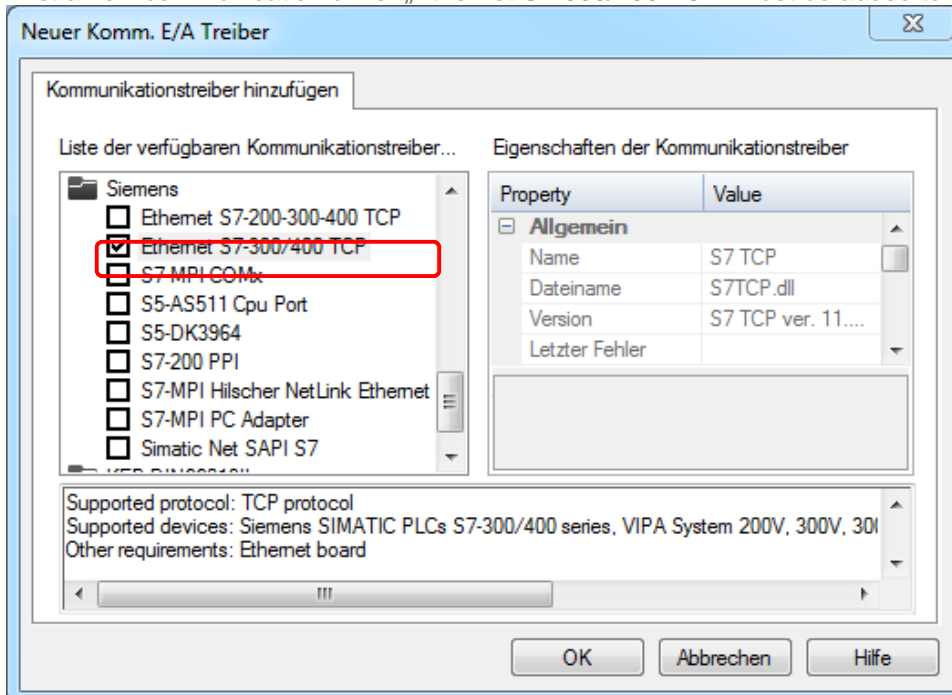 Neuer Komm. E/A Treiber
Kommunikationstreiber hinzufügen
Liste der verfügbaren Kommunikationstreiber...
Siemens
Ethernet S7-200-300-400 TCP
Ethernet S7-300/400 TCP
S7-MPI COMx
S5-AS511 Cpu Port
S5-DK3964
S7-200 PPI
S7-MPI Hilscher NetLink Ethernet
S7-MPI PC Adapter
Simatic Net SAPI S7
Eigenschaften der Kommunikationstreiber
Property Value
Allgemein
Name S7 TCP
Dateiname S7TCP.dll
Version S7 TCP ver. 11....
Letzter Fehler
Supported protocol: TCP protocol
Supported devices: Siemens SIMATIC PLCs S7-300/400 series, VIPA System 200V, 300V, 300
Other requirements: Ethernet board
OK Abbrechen Hilfe